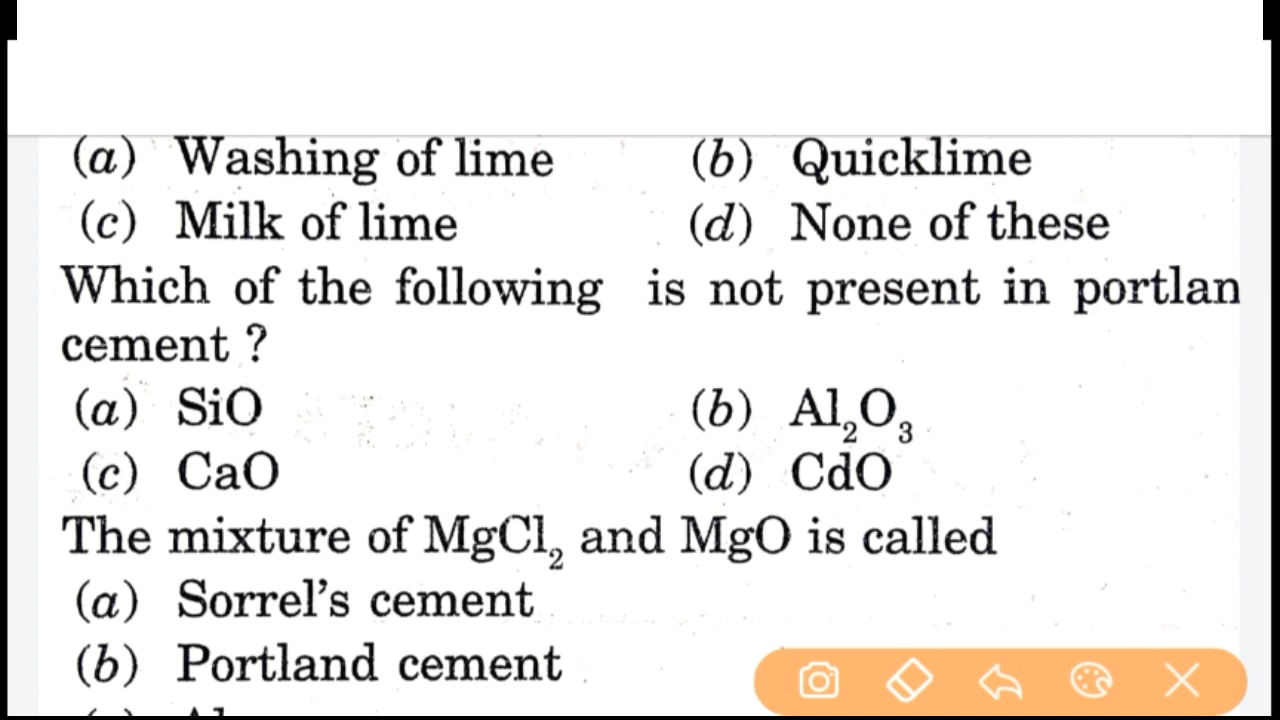 (a) Washing of lime (b) Quicklime
(c) Milk of lime (d) None of these
Which of the following is not present in portlan
cement ?
(a) SiO (b) Al₂O₃
(c) CaO (d) CdO
The mixture of MgCl₂ and MgO is called
(a) Sorrel's cement
(b) Portland cement